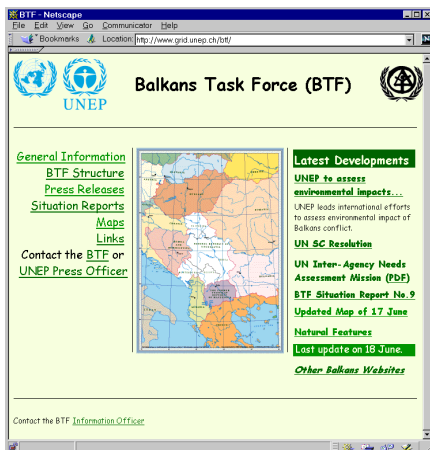 BTF - Netscape
File Edit View Go Communicator Help
Bookmarks Location: http://www.grid.unep.ch/btf/
UNEP
Balkans Task Force (BTF)
General Information
BTF Structure
Press Releases
Situation Reports
Maps
Links
Contact the BTF or
UNEP Press Officer
Latest Developments
UNEP to assess
environmental impacts...
UNEP leads international efforts
to assess environmental impact of
Balkans conflict.
UN SC Resolution
UN Inter-Agency Needs
Assessment Mission (PDF)
BTF Situation Report No.9
Updated Map of 17 June
Natural Features
Last update on 18 June.
Other Balkans Websites
Contact the BTF Information Officer